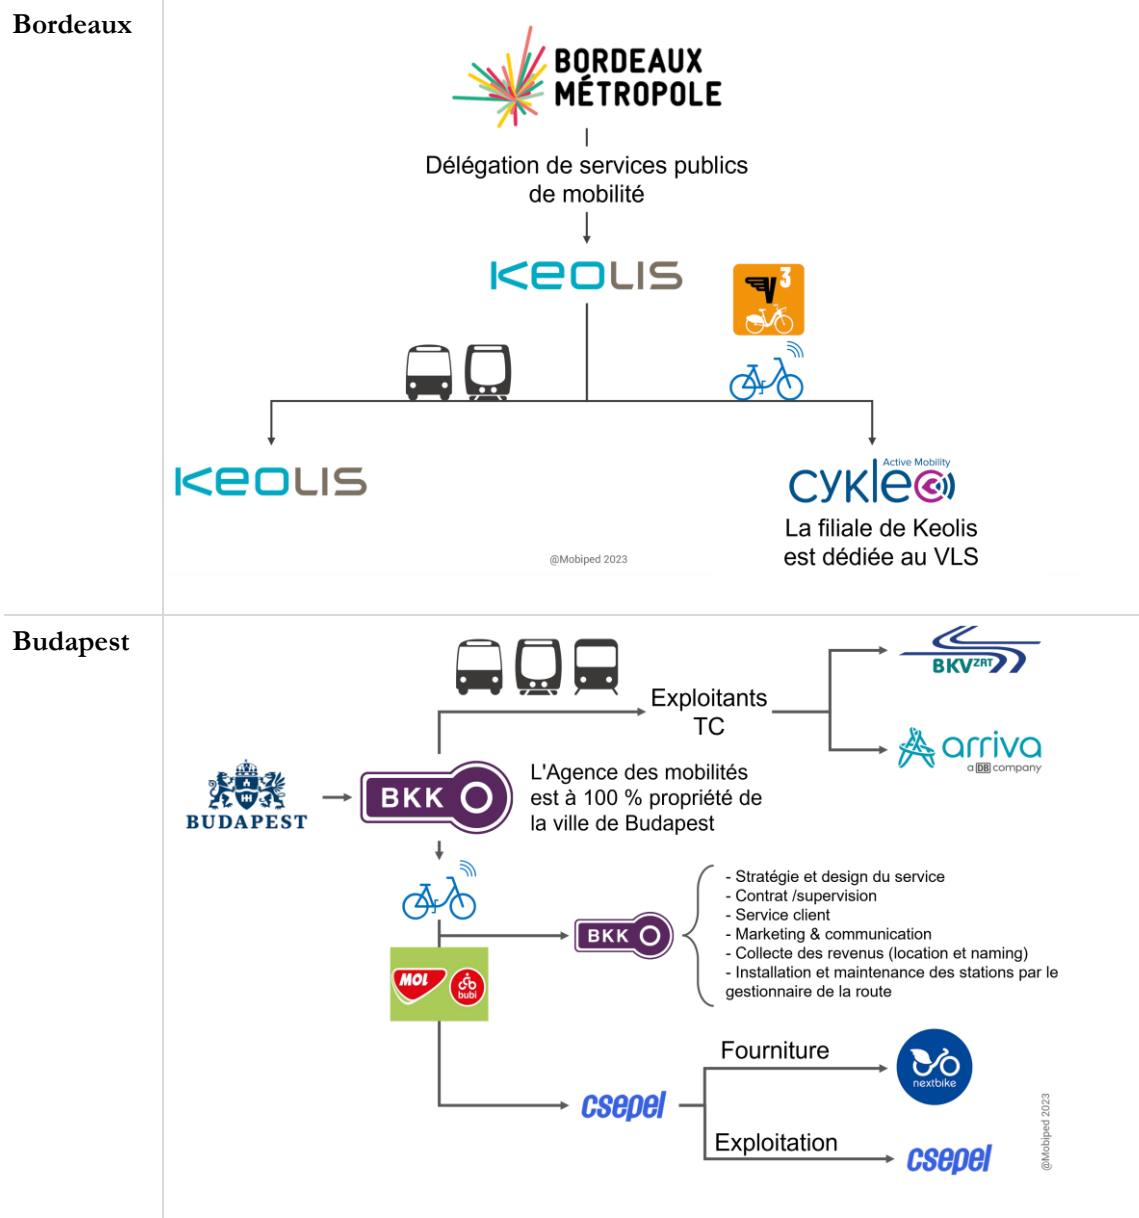 Bordeaux
BORDEAUX
MÉTROPOLE
Délégation de services publics
de mobilité
KEOLIS
3
KEOLIS
Active Mobility
cykleo
La filiale de Keolis
est dédiée au VLS
@Mobiped 2023
Budapest
BKV ZRT
Exploitants
TC
arriva
a DB company
BUDAPEST
BKK
L'Agence des mobilités
est à 100 % propriété de
la ville de Budapest
- Stratégie et design du service
- Contrat /supervision
- Service client
- Marketing & communication
- Collecte des revenus (location et naming)
- Installation et maintenance des stations par le
gestionnaire de la route
BKK
MOL
bubi
Fourniture
nextbike
csepel
Exploitation
csepel
@Mobiped 2023